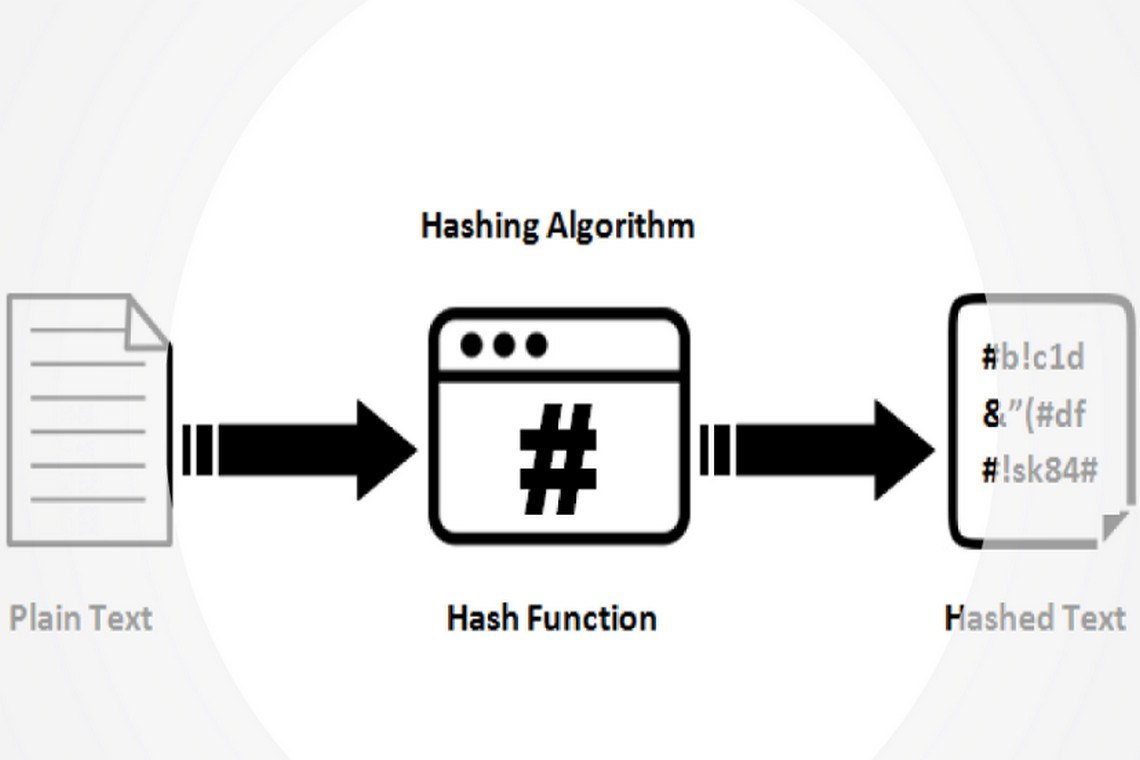 Hashing Algorithm
#
#b!c1d
&”(#df
#!sk84#
Plain Text
Hash Function
Hashed Text